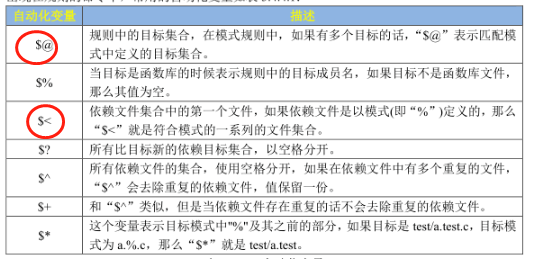 自动化变量 描述
$@ 规则中的目标集合，在模式规则中，如果有多个目标的话，“$@”表示匹配模
式中定义的目标集合。
$% 当目标是函数库的时候表示规则中的目标成员名，如果目标不是函数库文件，
那么其值为空。
$< 依赖文件集合中的第一个文件，如果依赖文件是以模式(即“%”)定义的，那么
“$<”就是符合模式的一系列的文件集合。
$? 所有比目标新的依赖目标集合，以空格分开。
$^ 所有依赖文件的集合，使用空格分开，如果在依赖文件中有多个重复的文件，
“$^”会去除重复的依赖文件，值保留一份。
$+ 和“$^”类似，但是当依赖文件存在重复的话不会去除重复的依赖文件。
$* 这个变量表示目标模式中"%"及其之前的部分，如果目标是 test/a.test.c，目标模
式为 a.%.c，那么“$*”就是 test/a.test。